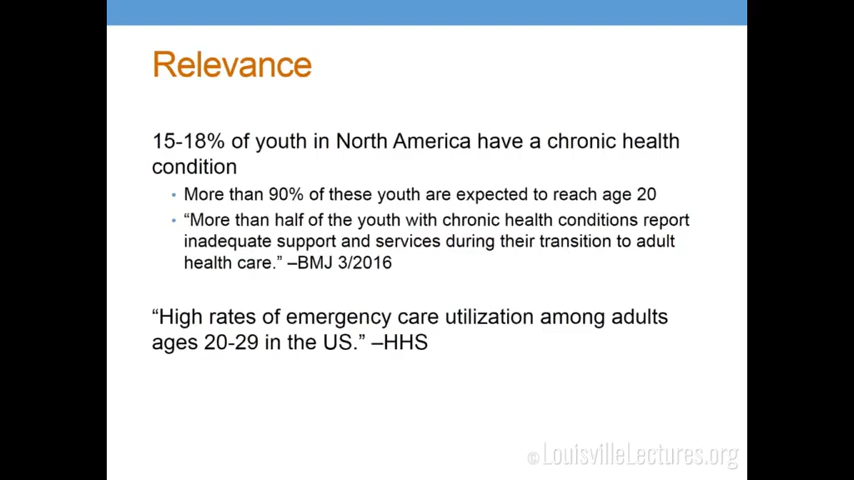 Relevance
15-18% of youth in North America have a chronic health
condition
• More than 90% of these youth are expected to reach age 20
• “More than half of the youth with chronic health conditions report
inadequate support and services during their transition to adult
health care.” –BMJ 3/2016
“High rates of emergency care utilization among adults
ages 20-29 in the US.” –HHS
©LouisvilleLectures.org